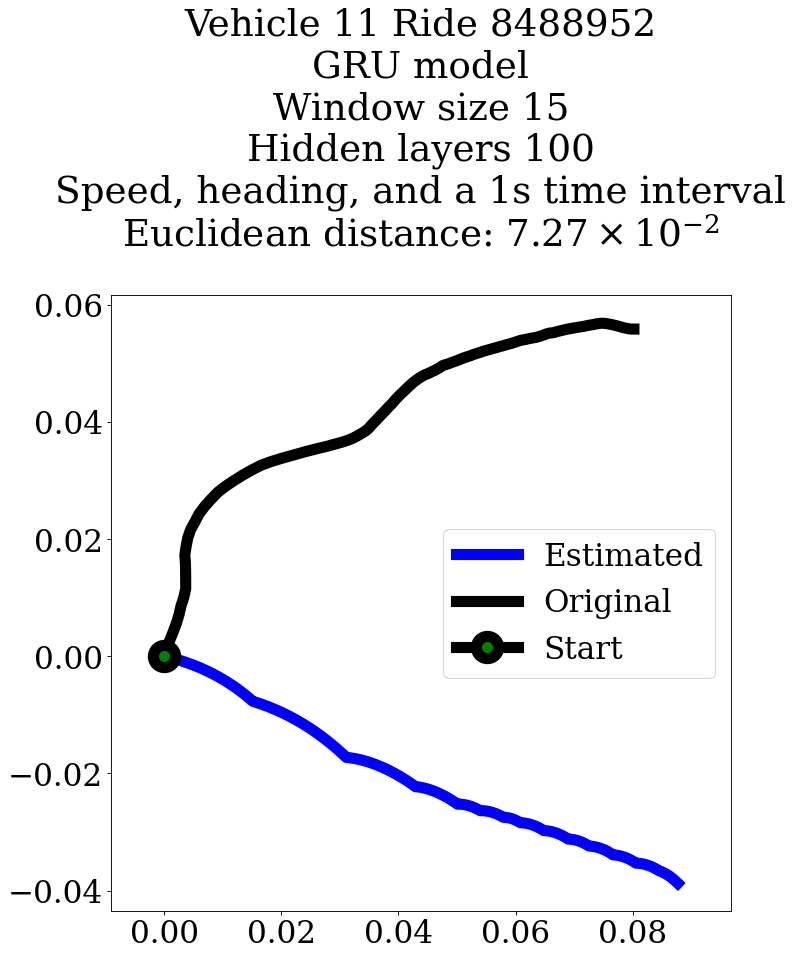 Vehicle 11 Ride 8488952
GRU model
Window size 15
Hidden layers 100
Speed, heading, and a 1s time interval
Euclidean distance: 7.27 × 10⁻²
0.06
0.04
0.02
0.00
−0.02
−0.04
Estimated
Original
Start
0.00 0.02 0.04 0.06 0.08